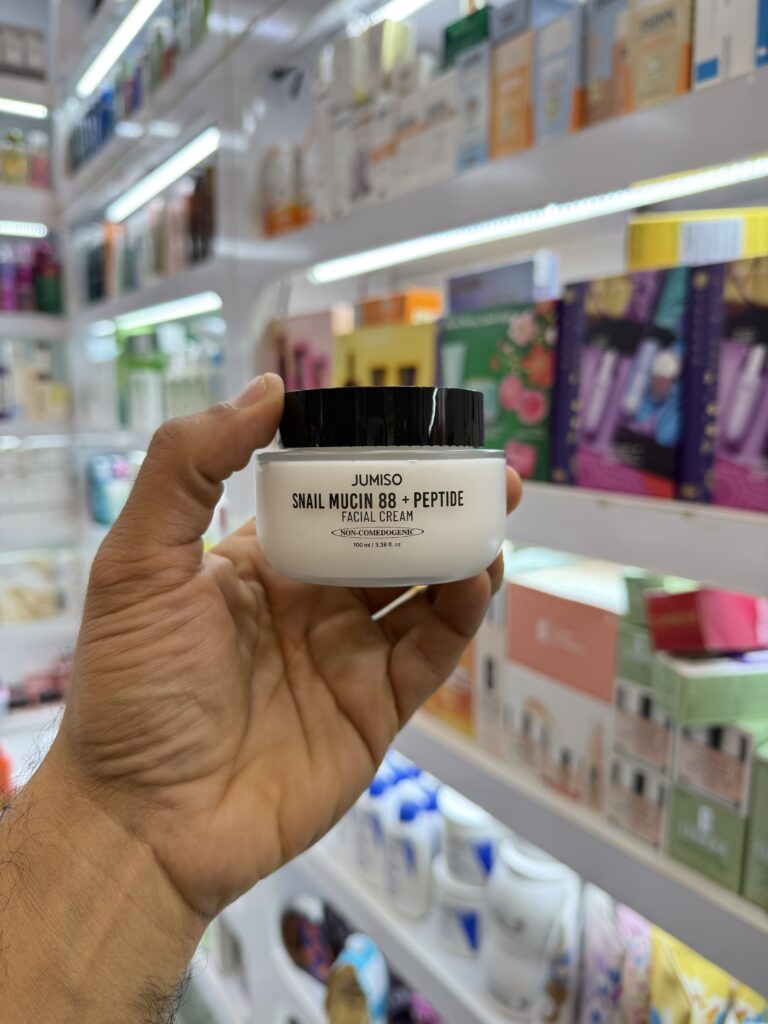 JUMISO
SNAIL MUCIN 88 + PEPTIDE
FACIAL CREAM
NON-COMEDOGENIC
100 ml / 3.38 fl. oz.